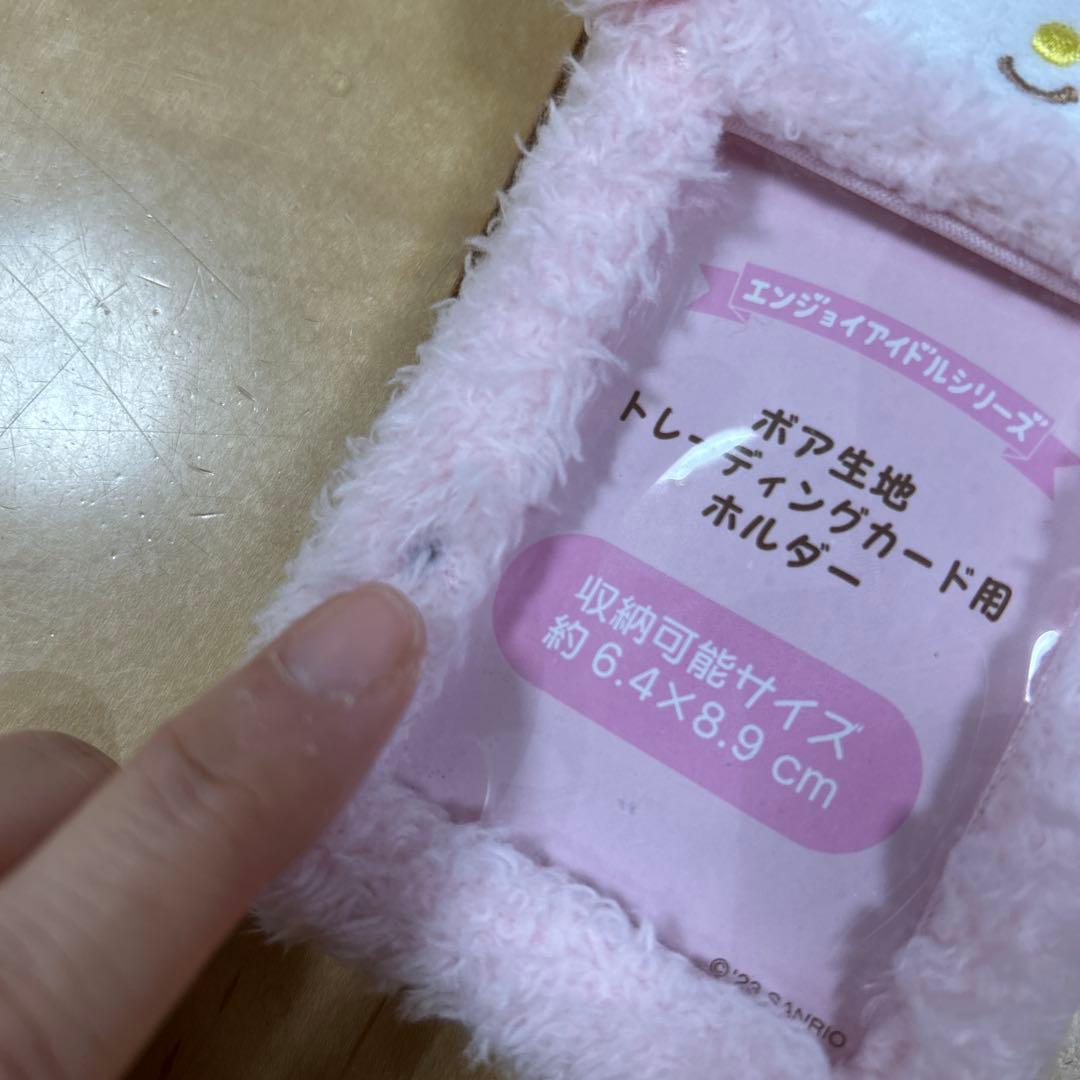 エンジョイアイドルシリーズ
ボア生地
トレーディングカード用
ホルダー
収納可能サイズ
約6.4×8.9 cm
©'23 SANRIO